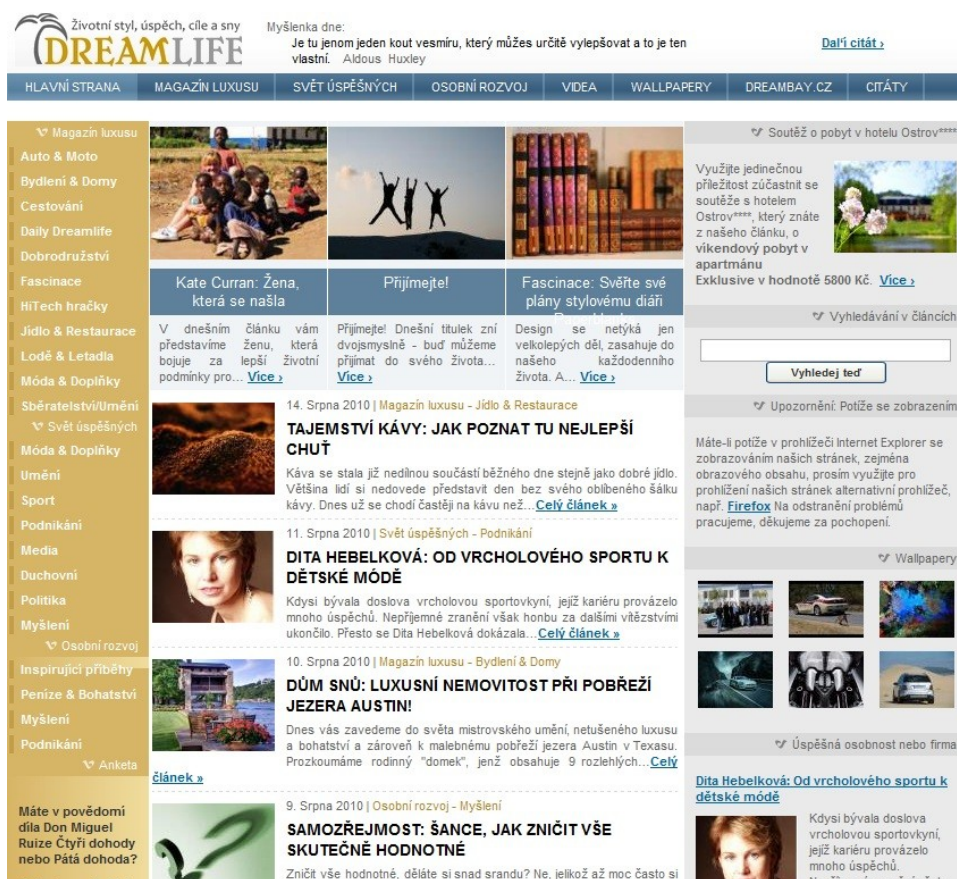 Životní styl, úspěch, cíle a sny
DREAMLIFE
Myšlenka dne:
Je tu jenom jeden kout vesmíru, který můžes určitě vylepšovat a to je ten
vlastní. Aldous Huxley
Dal'í citát ›
HLAVNÍ STRANA
MAGAZÍN LUXUSU
SVĚT ÚSPĚŠNÝCH
OSOBNÍ ROZVOJ
VIDEA
WALLPAPERY
DREAMBAY.CZ
CITÁTY
Magazín luxusu
Auto & Moto
Bydlení & Domy
Cestování
Daily Dreamlife
Dobrodružství
Fascinace
HiTech hračky
Jídlo & Restaurace
Lodě & Letadla
Móda & Doplňky
Sběratelství/Umění
Svět úspěšných
Móda & Doplňky
Umění
Sport
Podnikání
Media
Duchovní
Politika
Myšlení
Osobní rozvoj
Inspirující příběhy
Peníze & Bohatství
Myšlení
Podnikání
Anketa
Máte v povědomí
díla Don Miguel
Ruize Čtyři dohody
nebo Pátá dohoda?
Kate Curran: Žena,
která se našla
V dnešním článku vám
představíme ženu, která
bojuje za lepší životní
podmínky pro... Více ›
Přijímejte!
Přijímejte! Dnešní titulek zní
dvojsmyslně - buď můžeme
přijímat do svého života...
Více ›
Fascinace: Svěřte své
plány stylovému diáři
Design se netýká jen
velkolepých děl, zasahuje do
našeho každodenního
života. A... Více ›
14. Srpna 2010 | Magazín luxusu - Jídlo & Restaurace
TAJEMSTVÍ KÁVY: JAK POZNAT TU NEJLEPŠÍ
CHUŤ
Káva se stala již nedílnou součástí běžného dne stejně jako dobré jídlo.
Většina lidí si nedovede představit den bez svého oblíbeného šálku
kávy. Dnes už se chodí častěji na kávu než...Celý článek »
11. Srpna 2010 | Svět úspěšných - Podnikání
DITA HEBELKOVÁ: OD VRCHOLOVÉHO SPORTU K
DĚTSKÉ MÓDĚ
Kdysi bývala doslova vrcholovou sportovkyní, jejíž kariéru provázelo
mnoho úspěchů. Nepříjemné zranění však honbu za dalšími vítězstvími
ukončilo. Přesto se Dita Hebelková dokázala...Celý článek »
10. Srpna 2010 | Magazín luxusu - Bydlení & Domy
DŮM SNŮ: LUXUSNÍ NEMOVITOST PŘI POBŘEŽÍ
JEZERA AUSTIN!
Dnes vás zavedeme do světa mistrovského umění, netušeného luxusu
a bohatství a zároveň k malebnému pobřeží jezera Austin v Texasu.
Prozkoumáme rodinný "domek", jenž obsahuje 9 rozlehlých...Celý
článek »
9. Srpna 2010 | Osobní rozvoj - Myšlení
SAMOZŘEJMOST: ŠANCE, JAK ZNIČIT VŠE
SKUTEČNĚ HODNOTNÉ
Zničit vše hodnotné, děláte si snad srandu? Ne, jelikož až moc často si
Soutěž o pobyt v hotelu Ostrov****
Využijte jedinečnou
příležitost zúčastnit se
soutěže s hotelem
Ostrov****, který znáte
z našeho článku, o
víkendový pobyt v
apartmánu
Exklusive v hodnotě 5800 Kč. Více ›
Vyhledávání v článcích
Vyhledej teď
Upozornění: Potíže se zobrazením
Máte-li potíže v prohlížeči Internet Explorer se
zobrazováním našich stránek, zejména
obrazového obsahu, prosím využijte pro
prohlížení našich stránek alternativní prohlížeč,
např. Firefox Na odstranění problémů
pracujeme, děkujeme za pochopení.
Wallpapery
Úspěšná osobnost nebo firma
Dita Hebelková: Od vrcholového sportu k
dětské módě
Kdysi bývala doslova
vrcholovou sportovkyní,
jejíž kariéru provázelo
mnoho úspěchů.